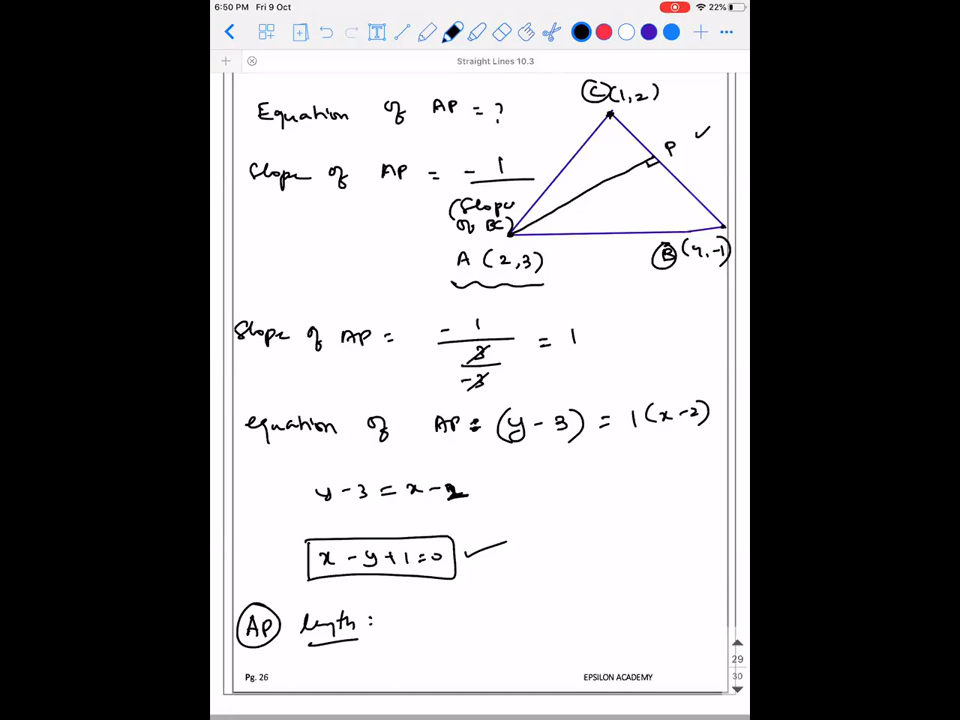 6:50 PM Fri 9 Oct
22%
Straight Lines 10.3
Equation of AP = ?
C (1,2)
P
Slope of AP = - 1
(Slope of BC)
A (2,3)
B (4,-1)
Slope of AP = - 1 / 3 / -3 = 1
equation of AP = (y - 3) = 1(x-2)
y - 3 = x - 2
x - y + 1 = 0
AP length :
29
30
Pg. 26
EPSILON ACADEMY